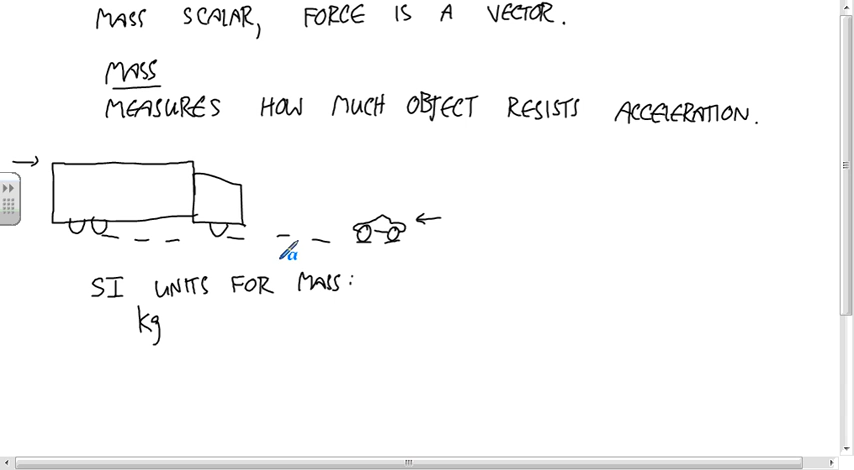 MASS SCALAR, FORCE IS A VECTOR.
MASS
MEASURES HOW MUCH OBJECT RESISTS ACCELERATION.
SI UNITS FOR MASS:
kg